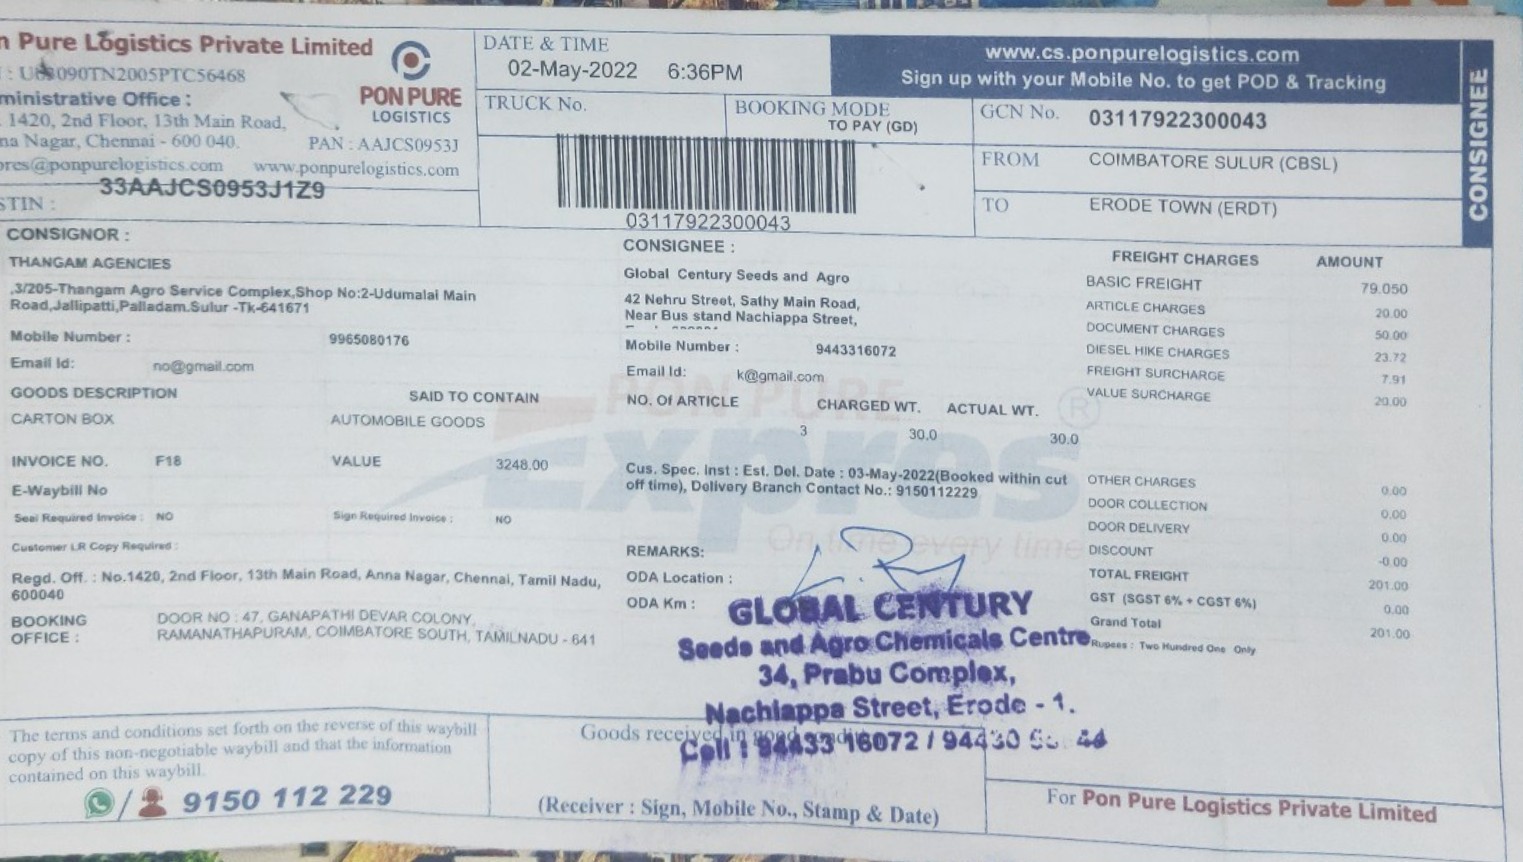 n Pure Logistics Private Limited
: U63090TN2005PTC56468
ministrative Office :
1420, 2nd Floor, 13th Main Road,
na Nagar, Chennai - 600 040.
PAN : AAJCS0953J
pres@ponpurelogistics.com www.ponpurelogistics.com
STIN : 33AAJCS0953J1Z9
PON PURE
LOGISTICS
DATE & TIME
02-May-2022 6:36PM
TRUCK No.
BOOKING MODE
TO PAY (GD)
03117922300043
www.cs.ponpurelogistics.com
Sign up with your Mobile No. to get POD & Tracking
GCN No. 03117922300043
FROM COIMBATORE SULUR (CBSL)
TO ERODE TOWN (ERDT)
CONSIGNEE
CONSIGNOR :
THANGAM AGENCIES
,3/205-Thangam Agro Service Complex,Shop No:2-Udumalai Main
Road,Jallipatti,Palladam.Sulur -Tk-641671
Mobile Number : 9965080176
Email Id: no@gmail.com
GOODS DESCRIPTION SAID TO CONTAIN
CARTON BOX AUTOMOBILE GOODS
INVOICE NO. F18 VALUE 3248.00
E-Waybill No
Seal Required Invoice : NO Sign Required Invoice : NO
Customer LR Copy Required :
Regd. Off. : No.1420, 2nd Floor, 13th Main Road, Anna Nagar, Chennai, Tamil Nadu,
600040
BOOKING OFFICE :
DOOR NO : 47, GANAPATHI DEVAR COLONY,
RAMANATHAPURAM, COIMBATORE SOUTH, TAMILNADU - 641
CONSIGNEE :
Global Century Seeds and Agro
42 Nehru Street, Sathy Main Road,
Near Bus stand Nachiappa Street,
Mobile Number : 9443316072
Email Id: k@gmail.com
NO. Of ARTICLE CHARGED WT. ACTUAL WT.
3 30.0 30.0
Cus. Spec. Inst : Est. Del. Date : 03-May-2022(Booked within cut
off time), Delivery Branch Contact No.: 9150112229
REMARKS:
ODA Location :
ODA Km :
PON PURE
Expres ®
On time every time
FREIGHT CHARGES AMOUNT
BASIC FREIGHT 79.050
ARTICLE CHARGES 20.00
DOCUMENT CHARGES 50.00
DIESEL HIKE CHARGES 23.72
FREIGHT SURCHARGE 7.91
VALUE SURCHARGE 20.00
OTHER CHARGES 0.00
DOOR COLLECTION 0.00
DOOR DELIVERY 0.00
DISCOUNT -0.00
TOTAL FREIGHT 201.00
GST (SGST 6% + CGST 6%) 0.00
Grand Total 201.00
Rupees : Two Hundred One Only
GLOBAL CENTURY
Seeds and Agro Chemicals Centre
34, Prabu Complex,
Nachiappa Street, Erode - 1.
Cell : 94433 16072 / 94430
The terms and conditions set forth on the reverse of this waybill
copy of this non-negotiable waybill and that the information
contained on this waybill.
/ 9150 112 229
Goods received in good
(Receiver : Sign, Mobile No., Stamp & Date)
For Pon Pure Logistics Private Limited